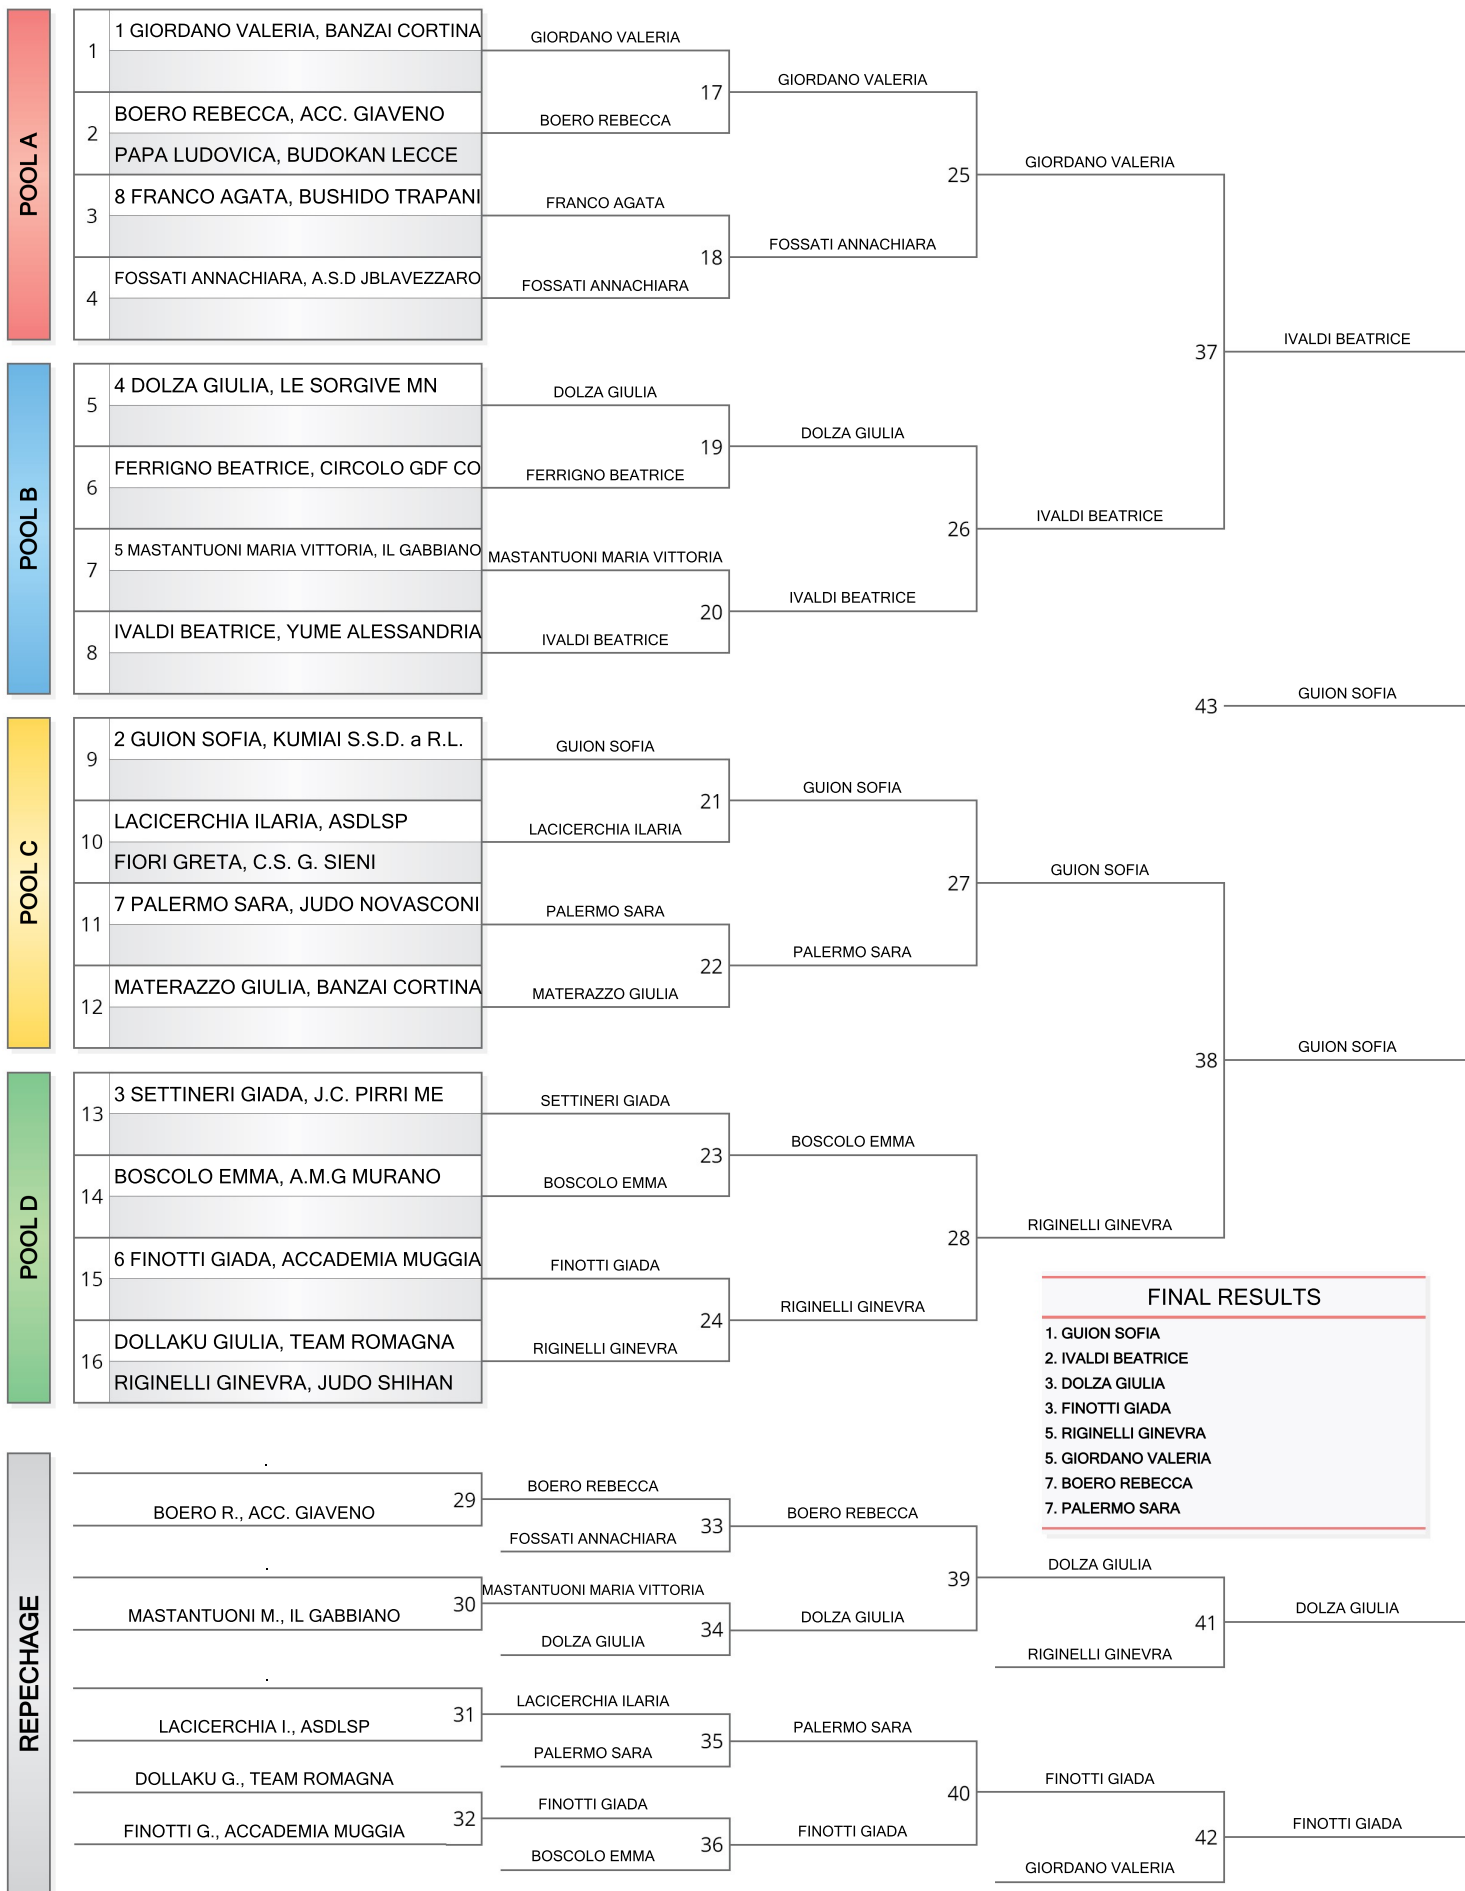 POOL A
1
1 GIORDANO VALERIA, BANZAI CORTINA
2
BOERO REBECCA, ACC. GIAVENO
PAPA LUDOVICA, BUDOKAN LECCE
3
8 FRANCO AGATA, BUSHIDO TRAPANI
4
FOSSATI ANNACHIARA, A.S.D JBLAVEZZARO
GIORDANO VALERIA
17
BOERO REBECCA
FRANCO AGATA
18
FOSSATI ANNACHIARA
GIORDANO VALERIA
25
FOSSATI ANNACHIARA
GIORDANO VALERIA
POOL B
5
4 DOLZA GIULIA, LE SORGIVE MN
6
FERRIGNO BEATRICE, CIRCOLO GDF CO
7
5 MASTANTUONI MARIA VITTORIA, IL GABBIANO
8
IVALDI BEATRICE, YUME ALESSANDRIA
DOLZA GIULIA
19
FERRIGNO BEATRICE
MASTANTUONI MARIA VITTORIA
20
IVALDI BEATRICE
DOLZA GIULIA
26
IVALDI BEATRICE
IVALDI BEATRICE
37
IVALDI BEATRICE
43
GUION SOFIA
POOL C
9
2 GUION SOFIA, KUMIAI S.S.D. a R.L.
10
LACICERCHIA ILARIA, ASDLSP
FIORI GRETA, C.S. G. SIENI
11
7 PALERMO SARA, JUDO NOVASCONI
12
MATERAZZO GIULIA, BANZAI CORTINA
GUION SOFIA
21
LACICERCHIA ILARIA
PALERMO SARA
22
MATERAZZO GIULIA
GUION SOFIA
27
PALERMO SARA
GUION SOFIA
38
GUION SOFIA
POOL D
13
3 SETTINERI GIADA, J.C. PIRRI ME
14
BOSCOLO EMMA, A.M.G MURANO
15
6 FINOTTI GIADA, ACCADEMIA MUGGIA
16
DOLLAKU GIULIA, TEAM ROMAGNA
RIGINELLI GINEVRA, JUDO SHIHAN
SETTINERI GIADA
23
BOSCOLO EMMA
FINOTTI GIADA
24
RIGINELLI GINEVRA
BOSCOLO EMMA
28
RIGINELLI GINEVRA
RIGINELLI GINEVRA
FINAL RESULTS
1. GUION SOFIA
2. IVALDI BEATRICE
3. DOLZA GIULIA
3. FINOTTI GIADA
5. RIGINELLI GINEVRA
5. GIORDANO VALERIA
7. BOERO REBECCA
7. PALERMO SARA
REPECHAGE
.
BOERO R., ACC. GIAVENO
29
.
MASTANTUONI M., IL GABBIANO
30
.
LACICERCHIA I., ASDLSP
31
DOLLAKU G., TEAM ROMAGNA
FINOTTI G., ACCADEMIA MUGGIA
32
BOERO REBECCA
FOSSATI ANNACHIARA
33
MASTANTUONI MARIA VITTORIA
DOLZA GIULIA
34
LACICERCHIA ILARIA
PALERMO SARA
35
FINOTTI GIADA
BOSCOLO EMMA
36
BOERO REBECCA
39
DOLZA GIULIA
PALERMO SARA
40
FINOTTI GIADA
DOLZA GIULIA
41
RIGINELLI GINEVRA
FINOTTI GIADA
42
GIORDANO VALERIA
DOLZA GIULIA
FINOTTI GIADA